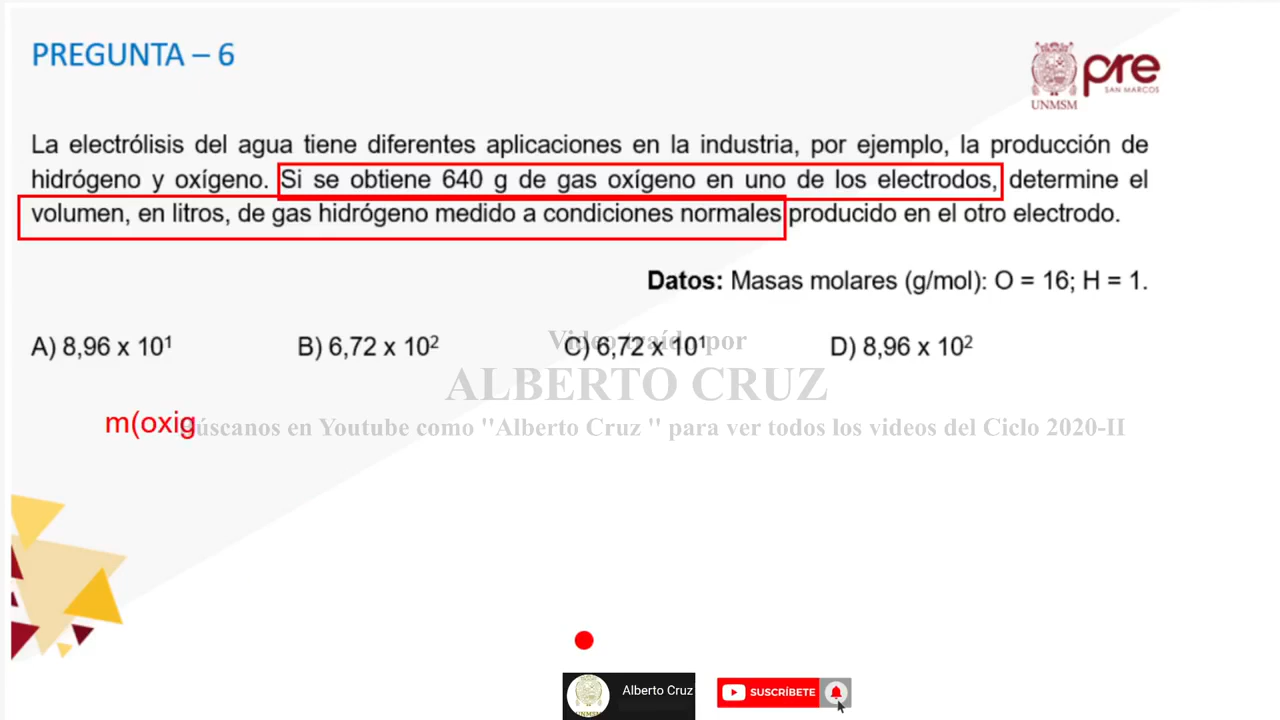 PREGUNTA – 6
UNMSM
pre
SAN MARCOS
La electrólisis del agua tiene diferentes aplicaciones en la industria, por ejemplo, la producción de
hidrógeno y oxígeno. Si se obtiene 640 g de gas oxígeno en uno de los electrodos, determine el
volumen, en litros, de gas hidrógeno medido a condiciones normales producido en el otro electrodo.
Datos: Masas molares (g/mol): O = 16; H = 1.
A) 8,96 x 10¹ B) 6,72 x 10² C) 6,72 x 10¹ D) 8,96 x 10²
Video traído por
ALBERTO CRUZ
m(oxig
Búscanos en Youtube como "Alberto Cruz " para ver todos los videos del Ciclo 2020-II
Alberto Cruz
UNMSM
SUSCRÍBETE